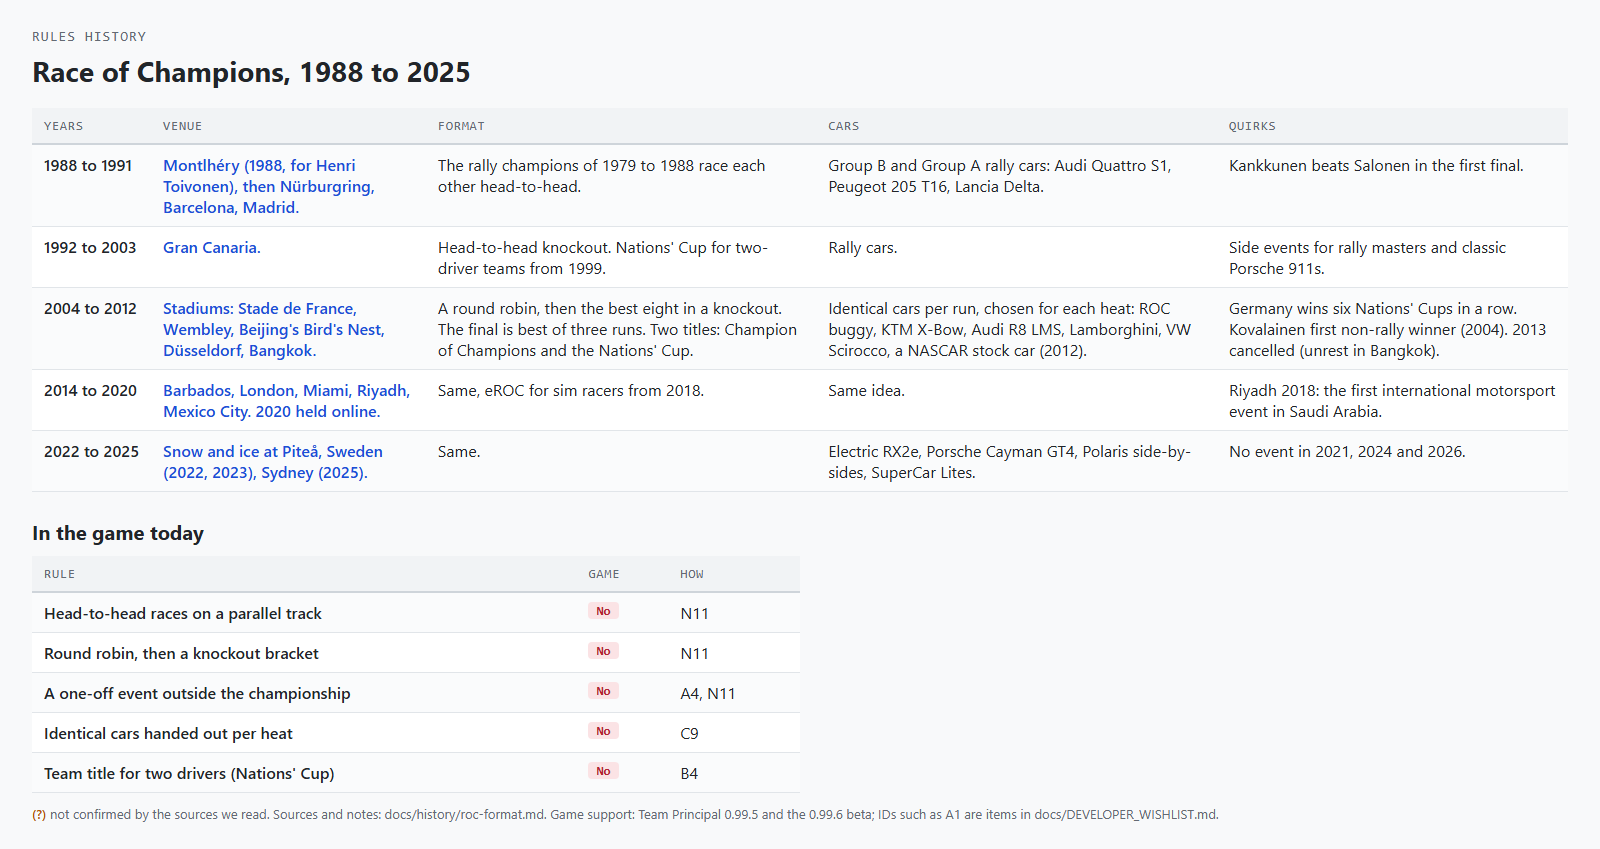 RULES HISTORY
Race of Champions, 1988 to 2025
YEARS VENUE FORMAT CARS QUIRKS
1988 to 1991
Montlhéry (1988, for Henri
Toivonen), then Nürburgring,
Barcelona, Madrid.
The rally champions of 1979 to 1988 race each
other head-to-head.
Group B and Group A rally cars: Audi Quattro S1,
Peugeot 205 T16, Lancia Delta.
Kankkunen beats Salonen in the first final.
1992 to 2003
Gran Canaria.
Head-to-head knockout. Nations' Cup for two-
driver teams from 1999.
Rally cars.
Side events for rally masters and classic
Porsche 911s.
2004 to 2012
Stadiums: Stade de France,
Wembley, Beijing's Bird's Nest,
Düsseldorf, Bangkok.
A round robin, then the best eight in a knockout.
The final is best of three runs. Two titles: Champion
of Champions and the Nations' Cup.
Identical cars per run, chosen for each heat: ROC
buggy, KTM X-Bow, Audi R8 LMS, Lamborghini, VW
Scirocco, a NASCAR stock car (2012).
Germany wins six Nations' Cups in a row.
Kovalainen first non-rally winner (2004). 2013
cancelled (unrest in Bangkok).
2014 to 2020
Barbados, London, Miami, Riyadh,
Mexico City. 2020 held online.
Same, eROC for sim racers from 2018.
Same idea.
Riyadh 2018: the first international motorsport
event in Saudi Arabia.
2022 to 2025
Snow and ice at Piteå, Sweden
(2022, 2023), Sydney (2025).
Same.
Electric RX2e, Porsche Cayman GT4, Polaris side-by-
sides, SuperCar Lites.
No event in 2021, 2024 and 2026.
In the game today
RULE GAME HOW
Head-to-head races on a parallel track No N11
Round robin, then a knockout bracket No N11
A one-off event outside the championship No A4, N11
Identical cars handed out per heat No C9
Team title for two drivers (Nations' Cup) No B4
(?) not confirmed by the sources we read. Sources and notes: docs/history/roc-format.md. Game support: Team Principal 0.99.5 and the 0.99.6 beta; IDs such as A1 are items in docs/DEVELOPER_WISHLIST.md.